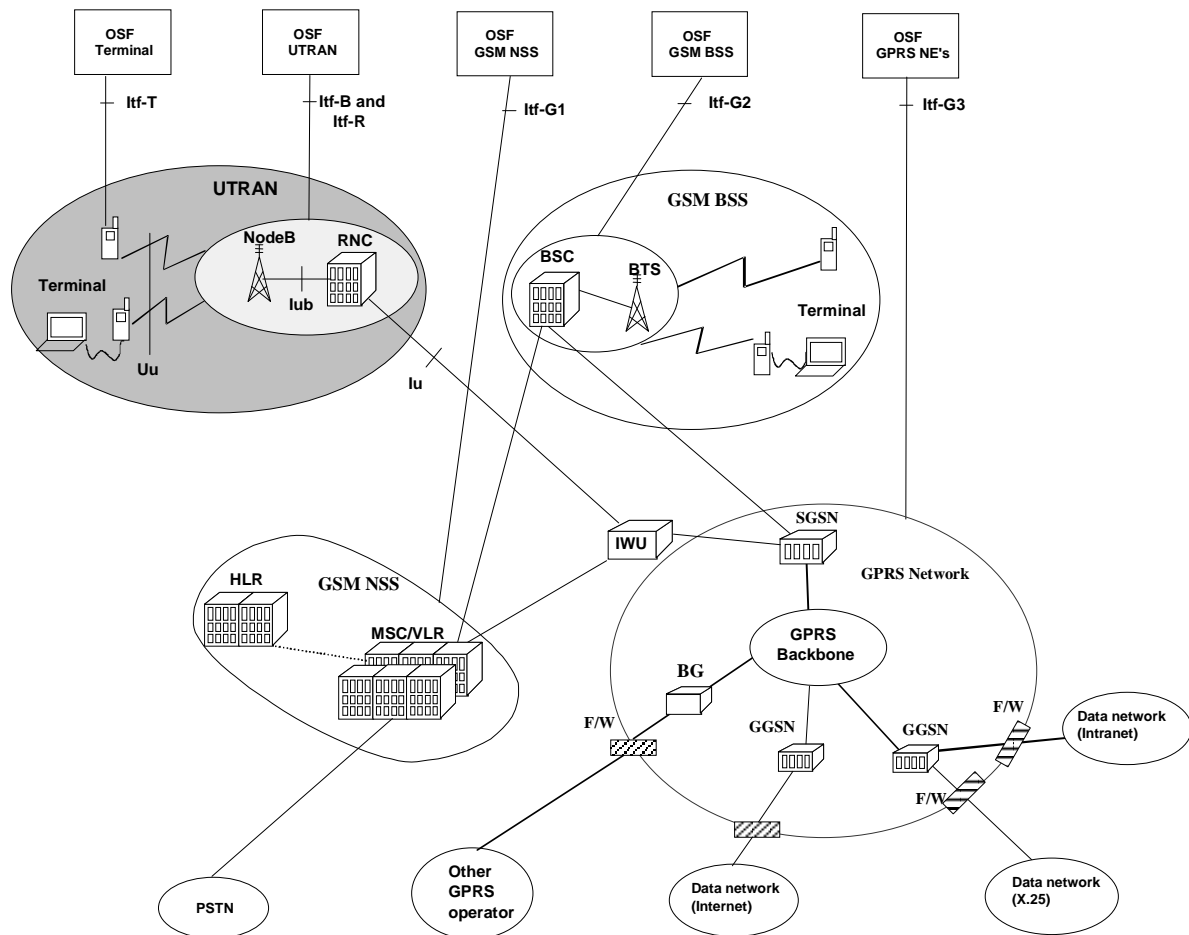 OSF
Terminal
OSF
UTRAN
OSF
GSM NSS
OSF
GSM BSS
OSF
GPRS NE's
Itf-T
Itf-B and
Itf-R
Itf-G1
Itf-G2
Itf-G3
UTRAN
GSM BSS
NodeB
RNC
BSC
BTS
Terminal
Iub
Terminal
Uu
Iu
SGSN
IWU
GPRS Network
HLR
GSM NSS
MSC/VLR
GPRS
Backbone
BG
F/W
GGSN
GGSN
F/W
Data network
(Intranet)
F/W
Other
GPRS
operator
Data network
(Internet)
Data network
(X.25)
PSTN